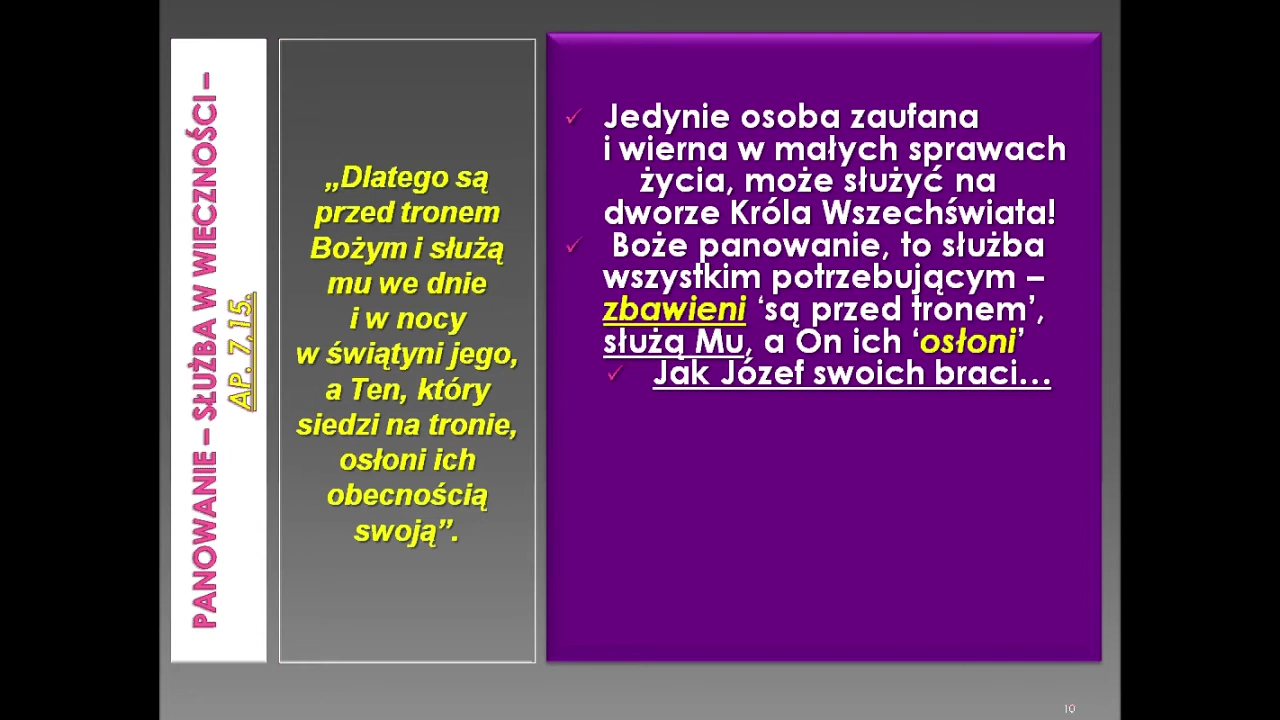 PANOWANIE – SŁUŻBA W WIECZNOŚCI –
AP. 7,15.
„Dlatego są
przed tronem
Bożym i służą
mu we dnie
i w nocy
w świątyni jego,
a Ten, który
siedzi na tronie,
osłoni ich
obecnością
swoją”.
✓ Jedynie osoba zaufana
i wierna w małych sprawach
życia, może służyć na
dworze Króla Wszechświata!
✓ Boże panowanie, to służba
wszystkim potrzebującym –
zbawieni ‘są przed tronem’,
służą Mu, a On ich ‘osłoni’
✓ Jak Józef swoich braci…
10